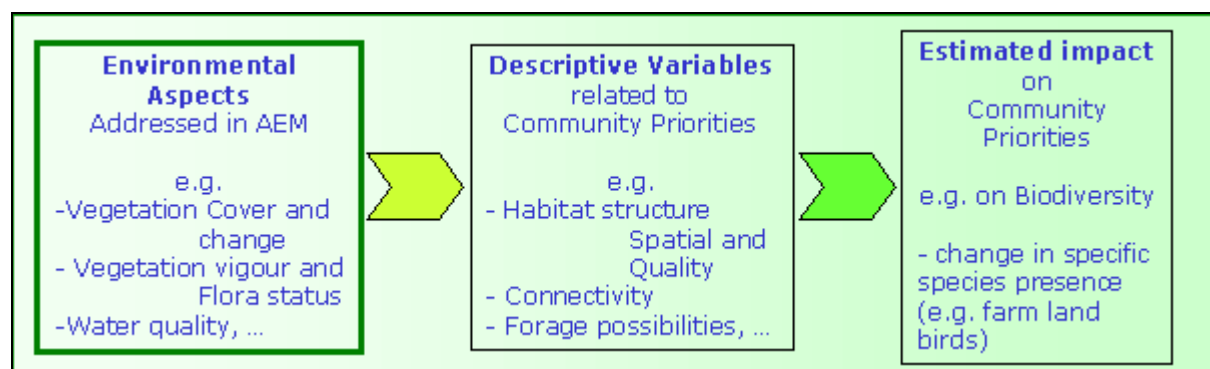 Environmental
Aspects
Addressed in AEM
e.g.
-Vegetation Cover and
change
- Vegetation vigour and
Flora status
-Water quality, ...
Descriptive Variables
related to
Community Priorities
e.g.
- Habitat structure
Spatial and
Quality
- Connectivity
- Forage possibilities, ...
Estimated impact
on
Community
Priorities
e.g. on Biodiversity
- change in specific
species presence
(e.g. farm land
birds)